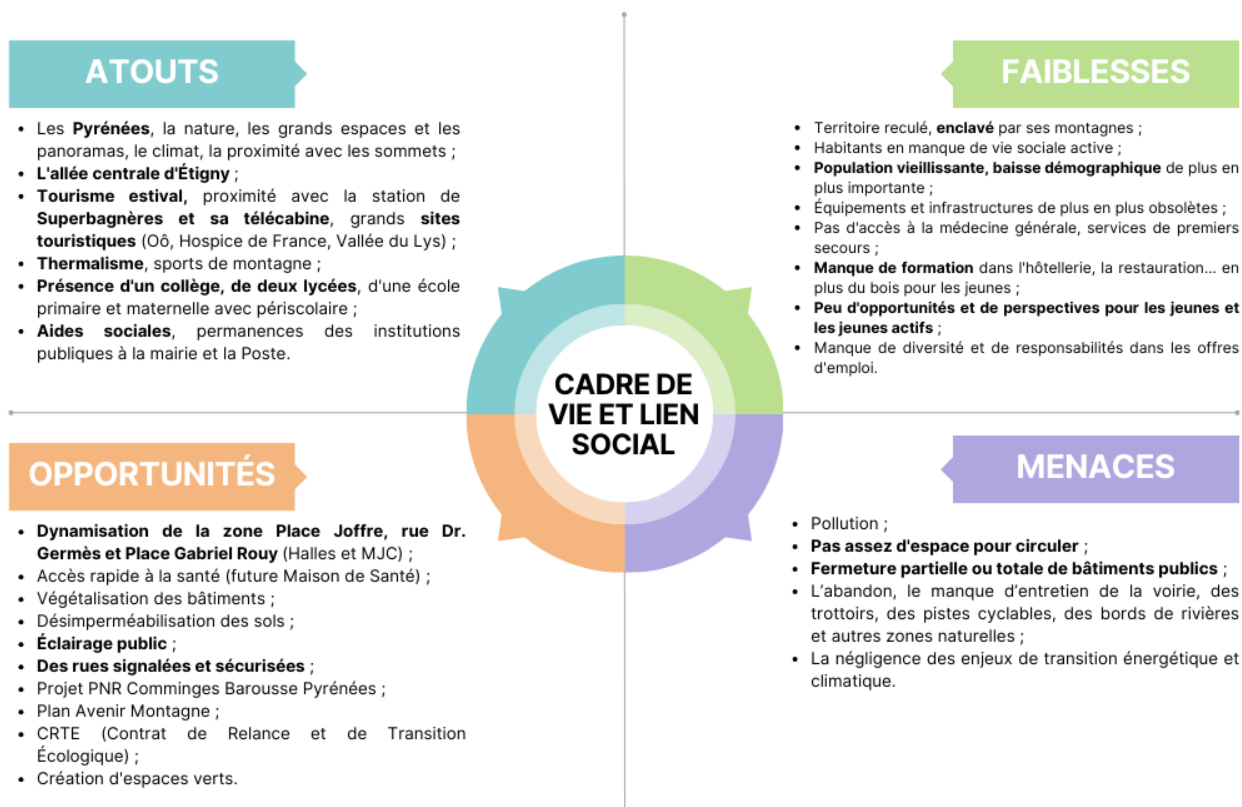 ATOUTS
• Les Pyrénées, la nature, les grands espaces et les
panoramas, le climat, la proximité avec les sommets ;
• L'allée centrale d'Étigny ;
• Tourisme estival, proximité avec la station de
Superbagnères et sa télécabine, grands sites
touristiques (Oô, Hospice de France, Vallée du Lys) ;
• Thermalisme, sports de montagne ;
• Présence d'un collège, de deux lycées, d'une école
primaire et maternelle avec périscolaire ;
• Aides sociales, permanences des institutions
publiques à la mairie et la Poste.
FAIBLESSES
• Territoire reculé, enclavé par ses montagnes ;
• Habitants en manque de vie sociale active ;
• Population vieillissante, baisse démographique de plus en
plus importante ;
• Équipements et infrastructures de plus en plus obsolètes ;
• Pas d'accès à la médecine générale, services de premiers
secours ;
• Manque de formation dans l'hôtellerie, la restauration... en
plus du bois pour les jeunes ;
• Peu d'opportunités et de perspectives pour les jeunes et
les jeunes actifs ;
• Manque de diversité et de responsabilités dans les offres
d'emploi.
CADRE DE
VIE ET LIEN
SOCIAL
OPPORTUNITÉS
• Dynamisation de la zone Place Joffre, rue Dr.
Germès et Place Gabriel Rouy (Halles et MJC) ;
• Accès rapide à la santé (future Maison de Santé) ;
• Végétalisation des bâtiments ;
• Désimperméabilisation des sols ;
• Éclairage public ;
• Des rues signalées et sécurisées ;
• Projet PNR Comminges Barousse Pyrénées ;
• Plan Avenir Montagne ;
• CRTE (Contrat de Relance et de Transition
Écologique) ;
• Création d'espaces verts.
MENACES
• Pollution ;
• Pas assez d'espace pour circuler ;
• Fermeture partielle ou totale de bâtiments publics ;
• L'abandon, le manque d'entretien de la voirie, des
trottoirs, des pistes cyclables, des bords de rivières
et autres zones naturelles ;
• La négligence des enjeux de transition énergétique et
climatique.